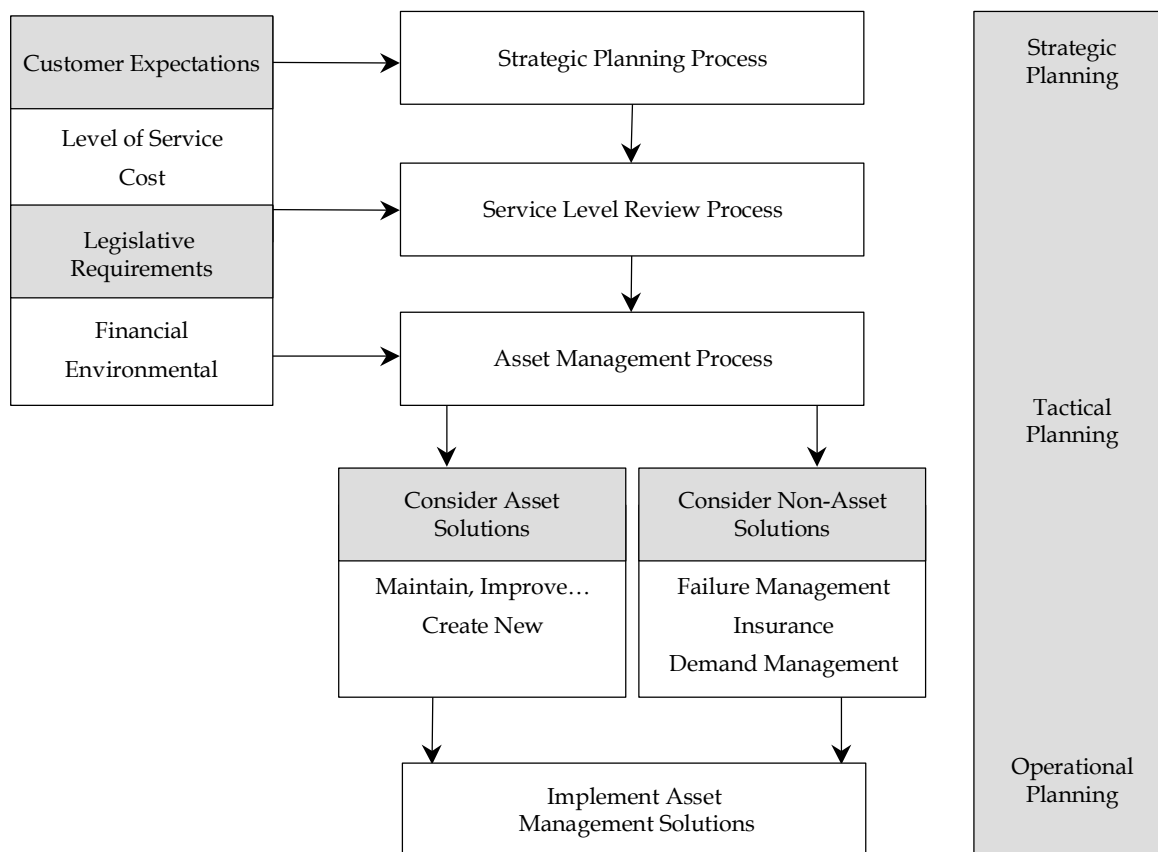 Customer Expectations
Level of Service
Cost
Legislative
Requirements
Financial
Environmental
Strategic Planning Process
Service Level Review Process
Asset Management Process
Consider Asset
Solutions
Maintain, Improve…
Create New
Consider Non-Asset
Solutions
Failure Management
Insurance
Demand Management
Implement Asset
Management Solutions
Strategic
Planning
Tactical
Planning
Operational
Planning